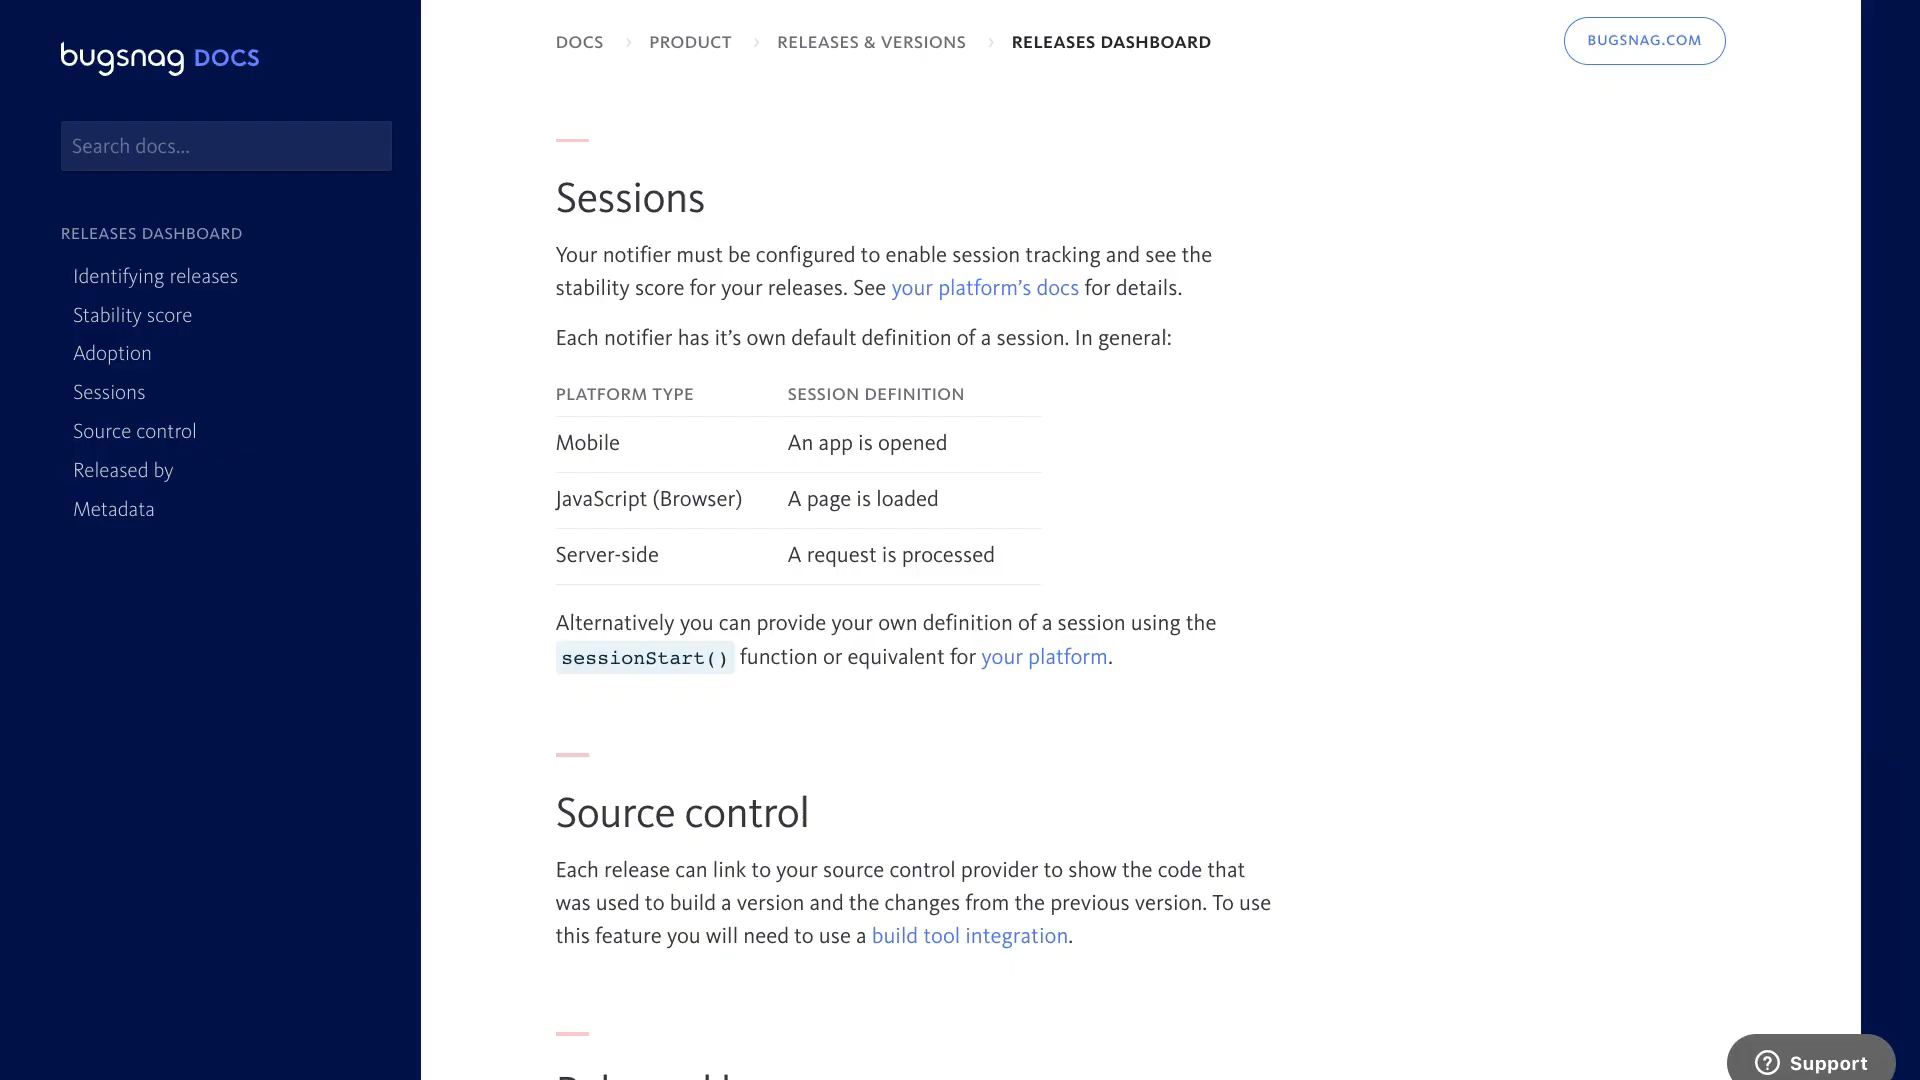 bugsnag DOCS
Search docs...
RELEASES DASHBOARD
Identifying releases
Stability score
Adoption
Sessions
Source control
Released by
Metadata
DOCS › PRODUCT › RELEASES & VERSIONS › RELEASES DASHBOARD
BUGSNAG.COM
Sessions
Your notifier must be configured to enable session tracking and see the
stability score for your releases. See your platform’s docs for details.
Each notifier has it’s own default definition of a session. In general:
PLATFORM TYPE SESSION DEFINITION
Mobile An app is opened
JavaScript (Browser) A page is loaded
Server-side A request is processed
Alternatively you can provide your own definition of a session using the
sessionStart() function or equivalent for your platform.
Source control
Each release can link to your source control provider to show the code that
was used to build a version and the changes from the previous version. To use
this feature you will need to use a build tool integration.
Support